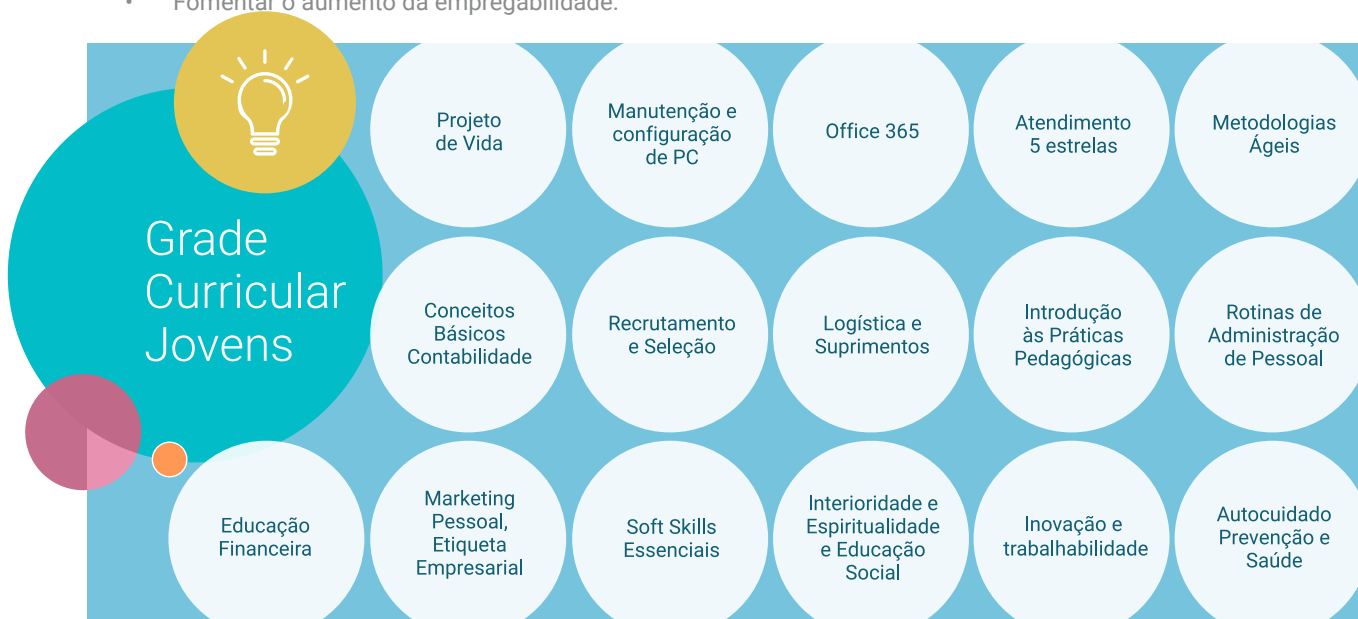 • Fomentar o aumento da empregabilidade.
Grade
Curricular
Jovens
Projeto
de Vida
Manutenção e
configuração
de PC
Office 365
Atendimento
5 estrelas
Metodologias
Ágeis
Conceitos
Básicos
Contabilidade
Recrutamento
e Seleção
Logística e
Suprimentos
Introdução
às Práticas
Pedagógicas
Rotinas de
Administração
de Pessoal
Educação
Financeira
Marketing
Pessoal,
Etiqueta
Empresarial
Soft Skills
Essenciais
Interioridade e
Espiritualidade
e Educação
Social
Inovação e
trabalhabilidade
Autocuidado
Prevenção e
Saúde